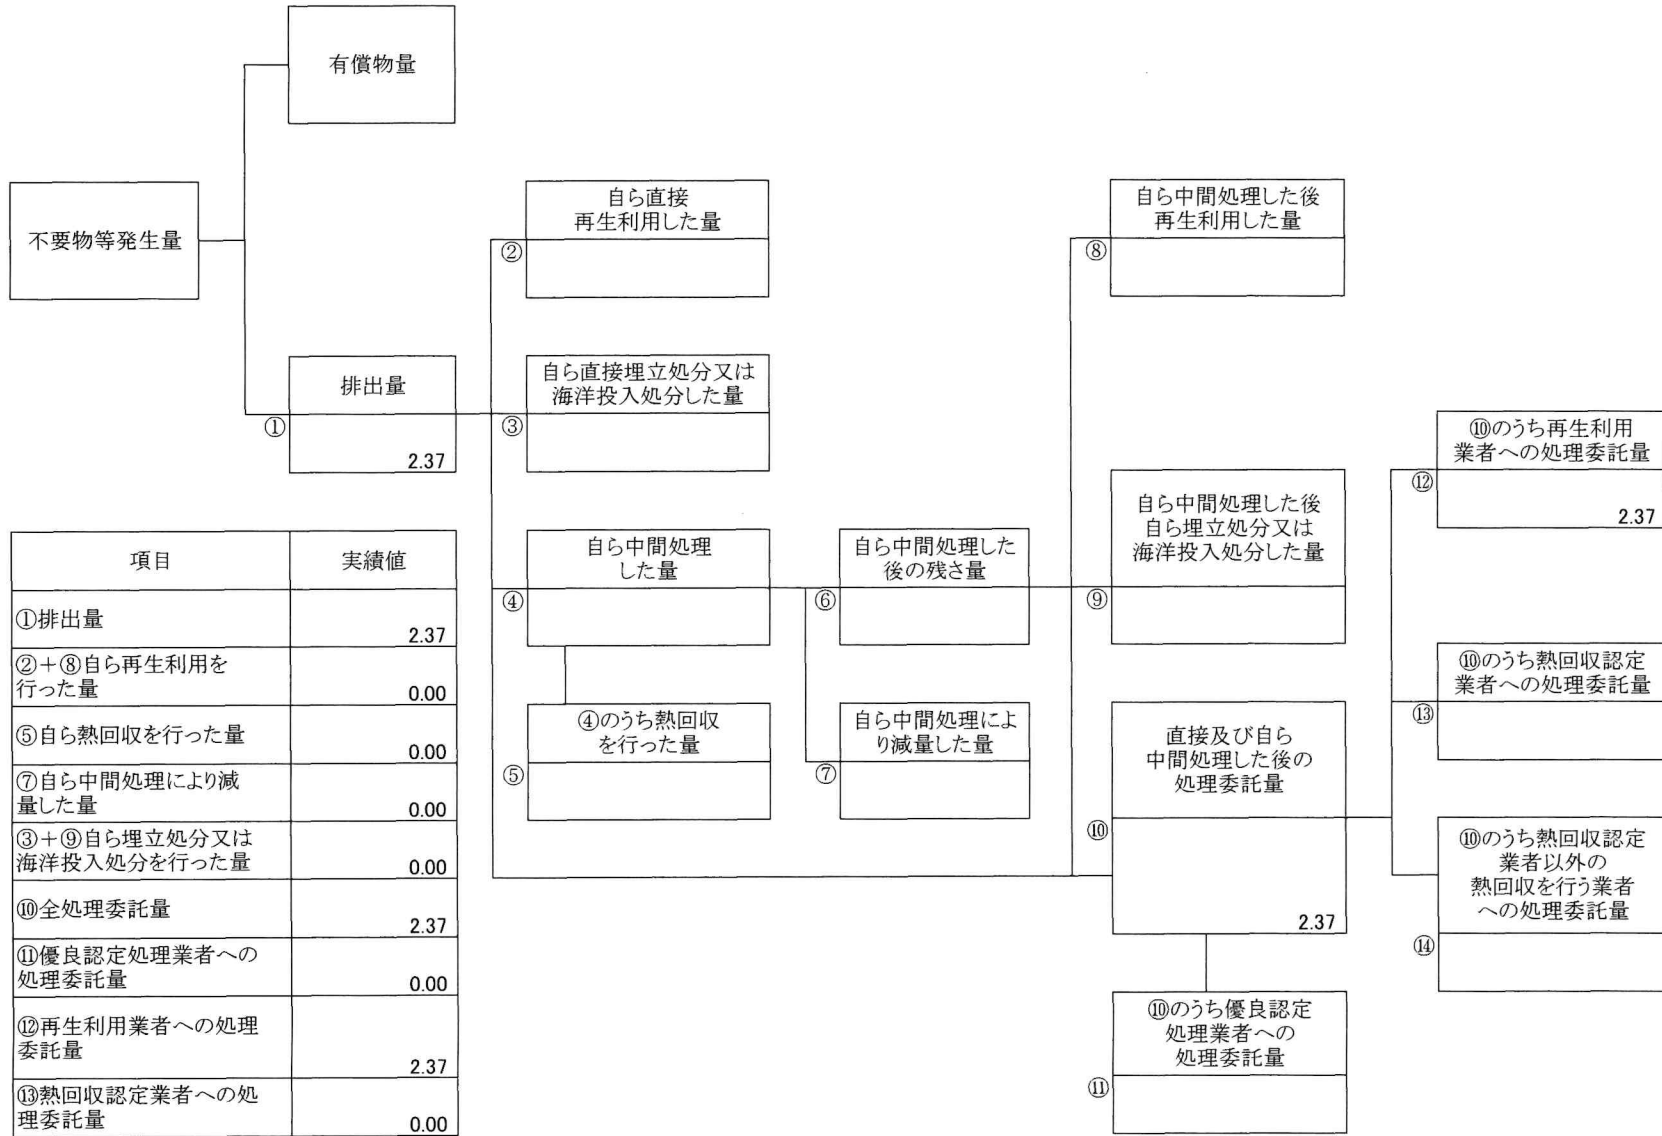 有償物量
不要物等発生量
排出量
①
2.37
自ら直接
再生利用した量
②
自ら直接埋立処分又は
海洋投入処分した量
③
自ら中間処理
した量
④
④のうち熱回収
を行った量
⑤
自ら中間処理した
後の残さ量
⑥
自ら中間処理によ
り減量した量
⑦
自ら中間処理した後
再生利用した量
⑧
自ら中間処理した後
自ら埋立処分又は
海洋投入処分した量
⑨
直接及び自ら
中間処理した後の
処理委託量
⑩
2.37
⑩のうち優良認定
処理業者への
処理委託量
⑪
⑩のうち再生利用
業者への処理委託量
⑫
2.37
⑩のうち熱回収認定
業者への処理委託量
⑬
⑩のうち熱回収認定
業者以外の
熱回収を行う業者
への処理委託量
⑭
項目 実績値
①排出量 2.37
②+⑧自ら再生利用を
行った量 0.00
⑤自ら熱回収を行った量 0.00
⑦自ら中間処理により減
量した量 0.00
③+⑨自ら埋立処分又は
海洋投入処分を行った量 0.00
⑩全処理委託量 2.37
⑪優良認定処理業者への
処理委託量 0.00
⑫再生利用業者への処理
委託量 2.37
⑬熱回収認定業者への処
理委託量 0.00